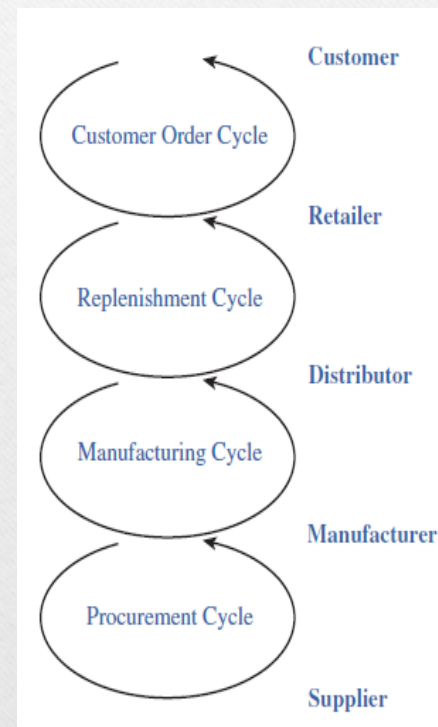 Customer
Customer Order Cycle
Retailer
Replenishment Cycle
Distributor
Manufacturing Cycle
Manufacturer
Procurement Cycle
Supplier